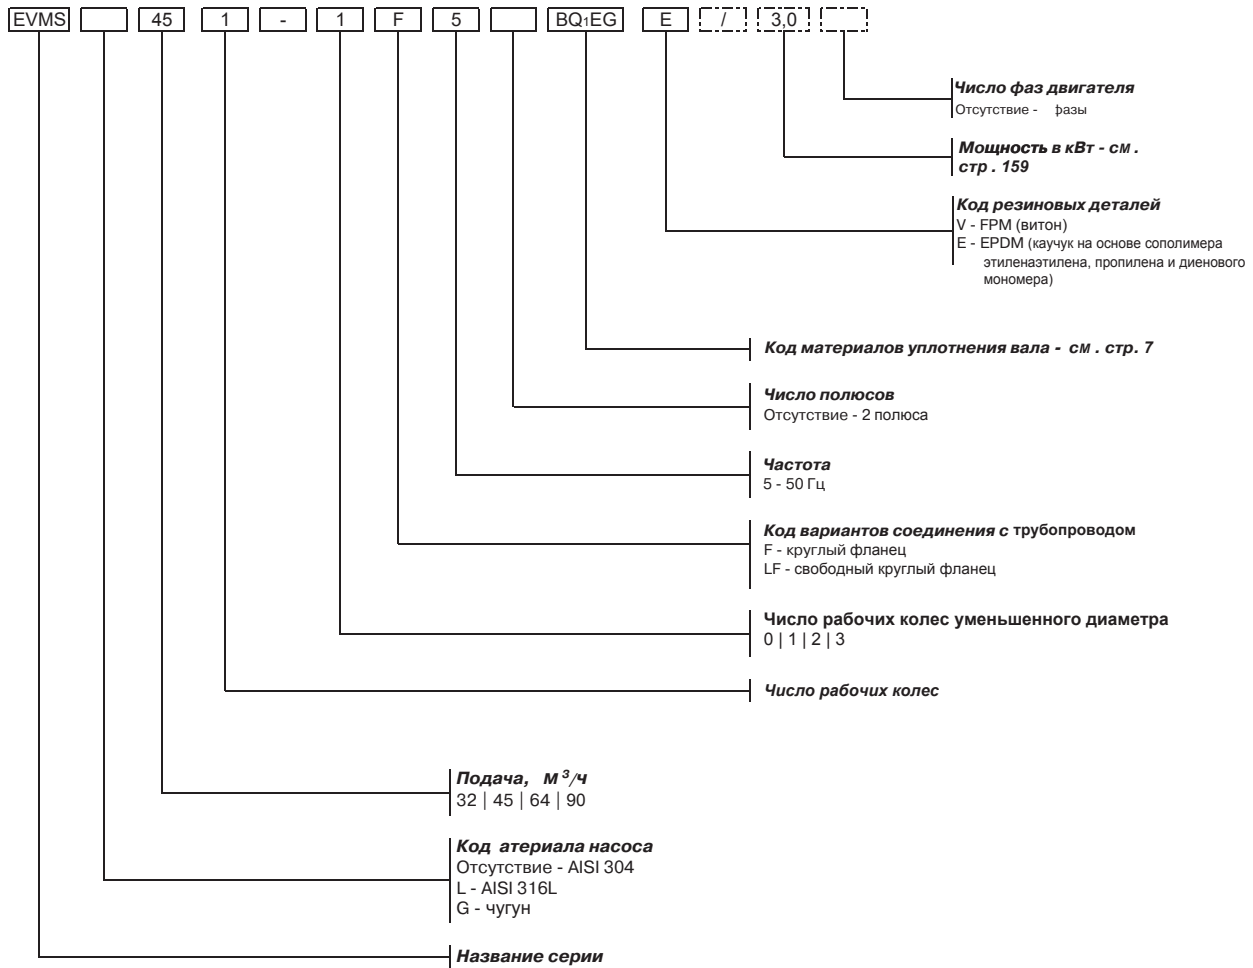 EVMS 45 1 - 1 F 5 BQ1EG E / 3,0
Число фаз двигателя
Отсутствие - фазы
Мощность в кВт - см .
стр . 159
Код резиновых деталей
V - FPM (витон)
E - EPDM (каучук на основе сополимера
этиленаэтилена, пропилена и диенового
мономера)
Код материалов уплотнения вала - см . стр. 7
Число полюсов
Отсутствие - 2 полюса
Частота
5 - 50 Гц
Код вариантов соединения с трубопроводом
F - круглый фланец
LF - свободный круглый фланец
Число рабочих колес уменьшенного диаметра
0 | 1 | 2 | 3
Число рабочих колес
Подача, м³/ч
32 | 45 | 64 | 90
Код атериала насоса
Отсутствие - AISI 304
L - AISI 316L
G - чугун
Название серии